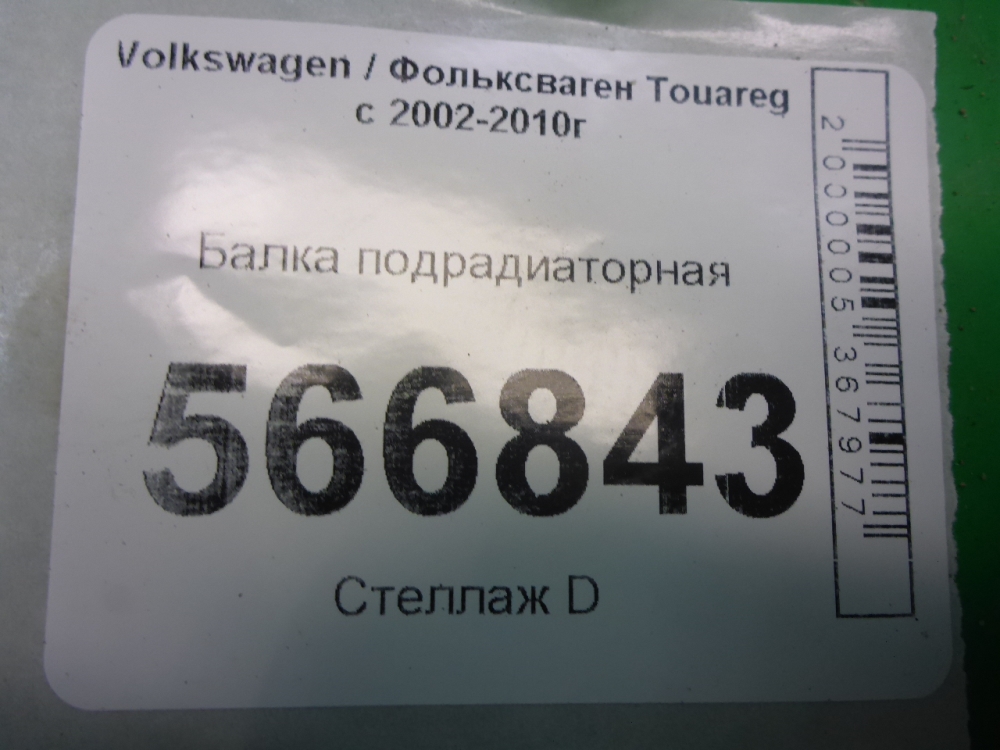 Volkswagen / Фольксваген Touareg
с 2002-2010г
Балка подрадиаторная
566843
Стеллаж D
2000005367977